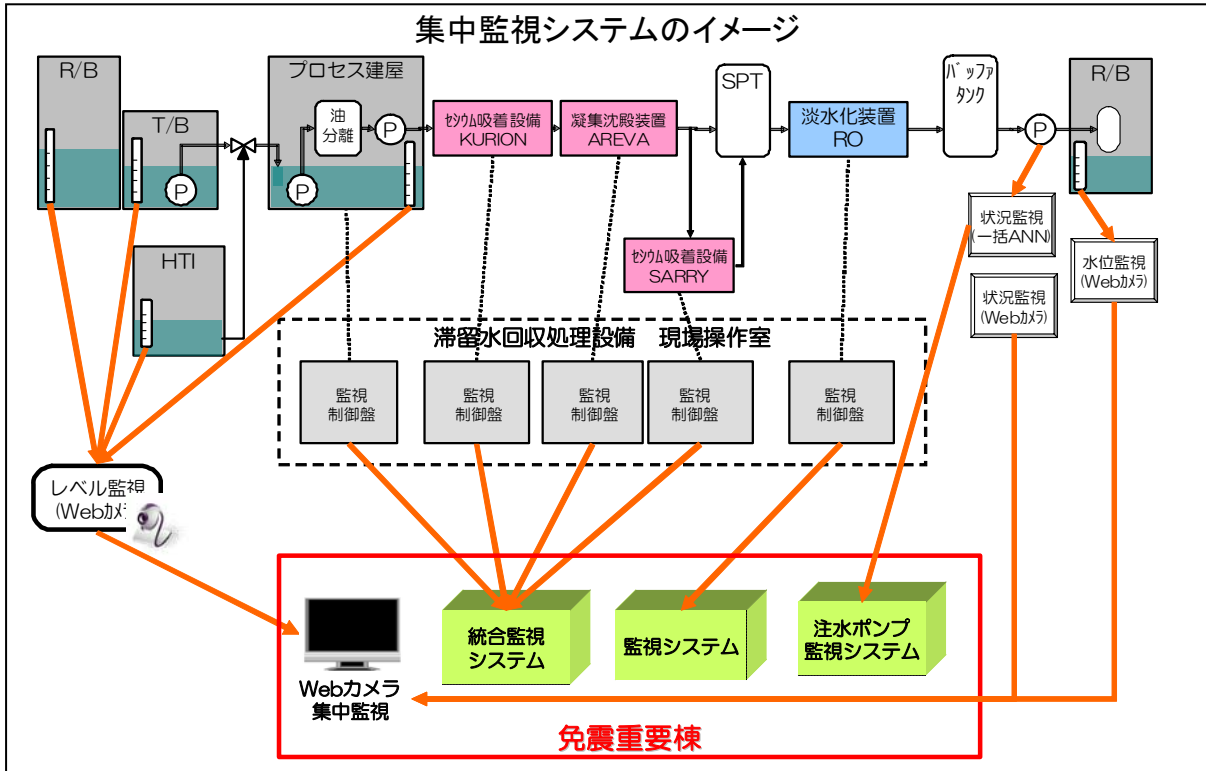 集中監視システムのイメージ
R/B
T/B
P
HTI
プロセス建屋
油
分離
P
P
ｾｼｳﾑ吸着設備
KURION
凝集沈殿装置
AREVA
SPT
淡水化装置
RO
ﾊﾞｯﾌｧ
ﾀﾝｸ
P
R/B
ｾｼｳﾑ吸着設備
SARRY
状況監視
(一括ANN)
状況監視
(Webｶﾒﾗ)
水位監視
(Webｶﾒﾗ)
滞留水回収処理設備　現場操作室
監視
制御盤
監視
制御盤
監視
制御盤
監視
制御盤
監視
制御盤
レベル監視
(Webｶﾒ
Webカメラ
集中監視
統合監視
システム
監視システム
注水ポンプ
監視システム
免震重要棟